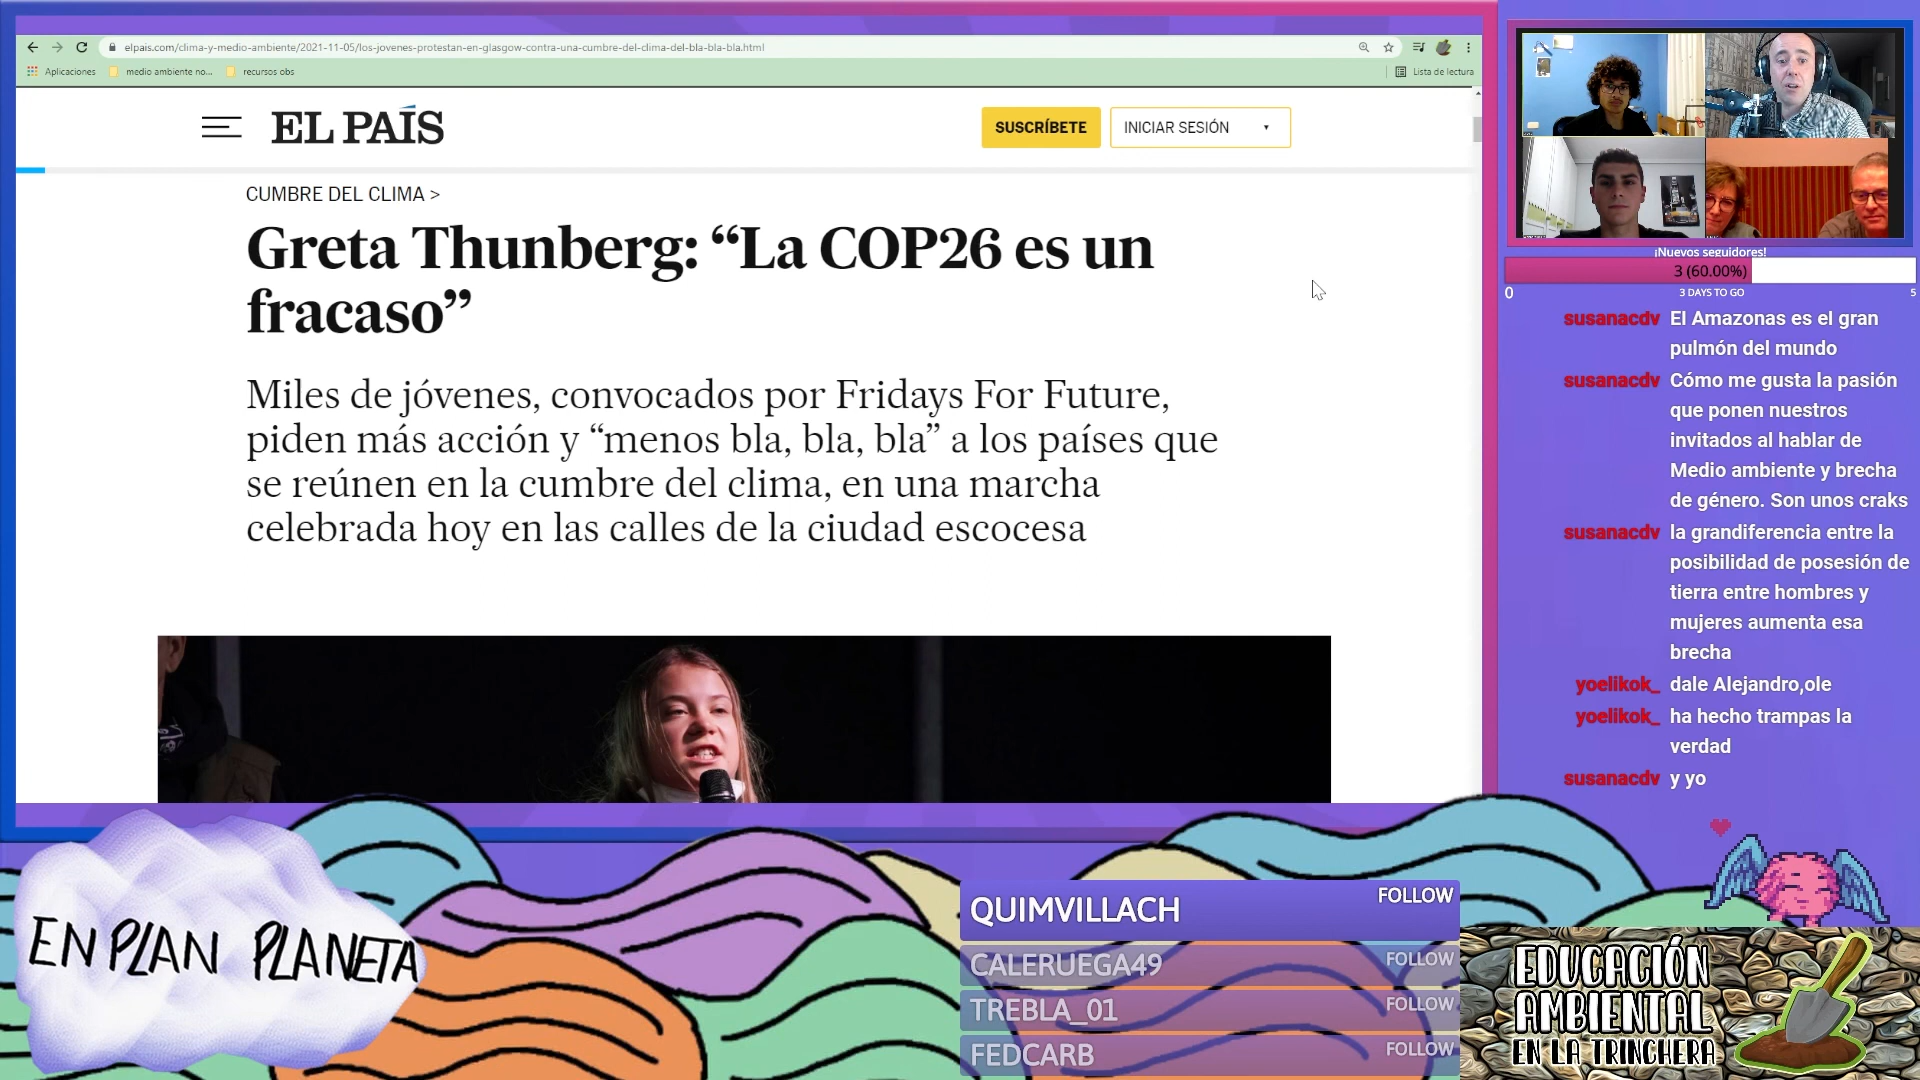 elpais.com/clima-y-medio-ambiente/2021-11-05/los-jovenes-protestan-en-glasgow-contra-una-cumbre-del-clima-del-bla-bla-bla.html
Aplicaciones
medio ambiente no...
recursos obs
Lista de lectura
EL PAÍS
SUSCRÍBETE
INICIAR SESIÓN
CUMBRE DEL CLIMA >
Greta Thunberg: “La COP26 es un
fracaso”
Miles de jóvenes, convocados por Fridays For Future,
piden más acción y “menos bla, bla, bla” a los países que
se reúnen en la cumbre del clima, en una marcha
celebrada hoy en las calles de la ciudad escocesa
¡Nuevos seguidores!
3 (60.00%)
0
3 DAYS TO GO
5
susanacdv El Amazonas es el gran
pulmón del mundo
susanacdv Cómo me gusta la pasión
que ponen nuestros
invitados al hablar de
Medio ambiente y brecha
de género. Son unos craks
susanacdv la grandiferencia entre la
posibilidad de posesión de
tierra entre hombres y
mujeres aumenta esa
brecha
yoelikok_ dale Alejandro,ole
yoelikok_ ha hecho trampas la
verdad
susanacdv y yo
EN PLAN PLANETA
QUIMVILLACH FOLLOW
CALERUEGA49 FOLLOW
TREBLA_01 FOLLOW
FEDCARB FOLLOW
EDUCACIÓN
AMBIENTAL
EN LA TRINCHERA